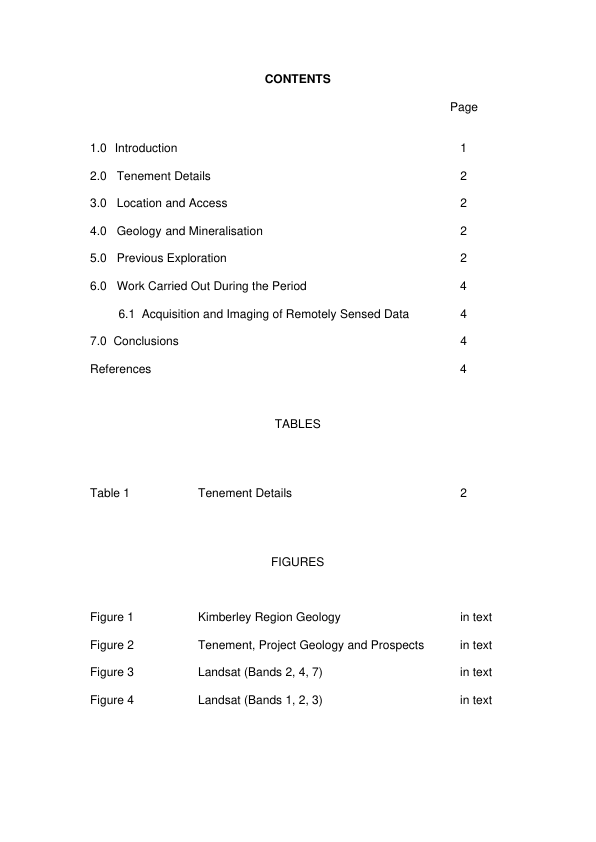 CONTENTS
Page
1.0 Introduction 1
2.0 Tenement Details 2
3.0 Location and Access 2
4.0 Geology and Mineralisation 2
5.0 Previous Exploration 2
6.0 Work Carried Out During the Period 4
6.1 Acquisition and Imaging of Remotely Sensed Data 4
7.0 Conclusions 4
References 4
TABLES
Table 1 Tenement Details 2
FIGURES
Figure 1 Kimberley Region Geology in text
Figure 2 Tenement, Project Geology and Prospects in text
Figure 3 Landsat (Bands 2, 4, 7) in text
Figure 4 Landsat (Bands 1, 2, 3) in text